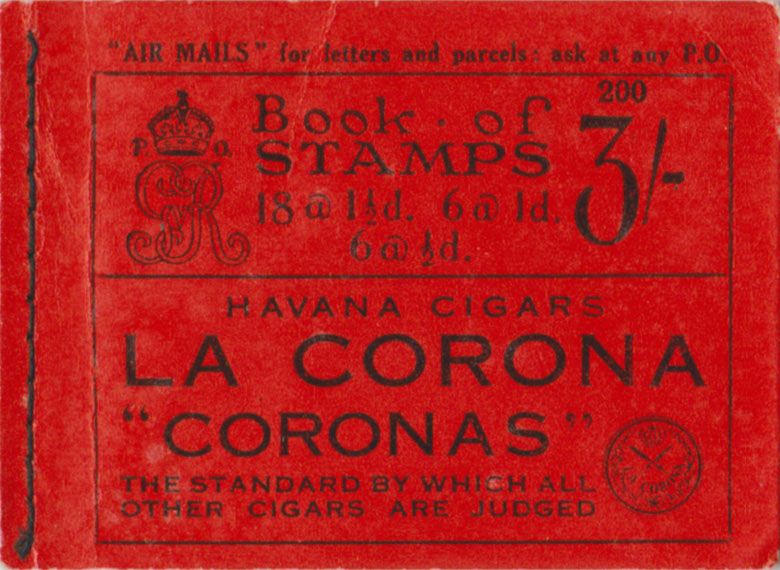 "AIR MAILS" for letters and parcels: ask at any P.O.
200
P. O.
GR
Book · of
STAMPS
3/-
18 @ 1½d. 6 @ 1d.
6 @ ½d.
HAVANA CIGARS
LA CORONA
"CORONAS"
THE STANDARD BY WHICH ALL
OTHER CIGARS ARE JUDGED